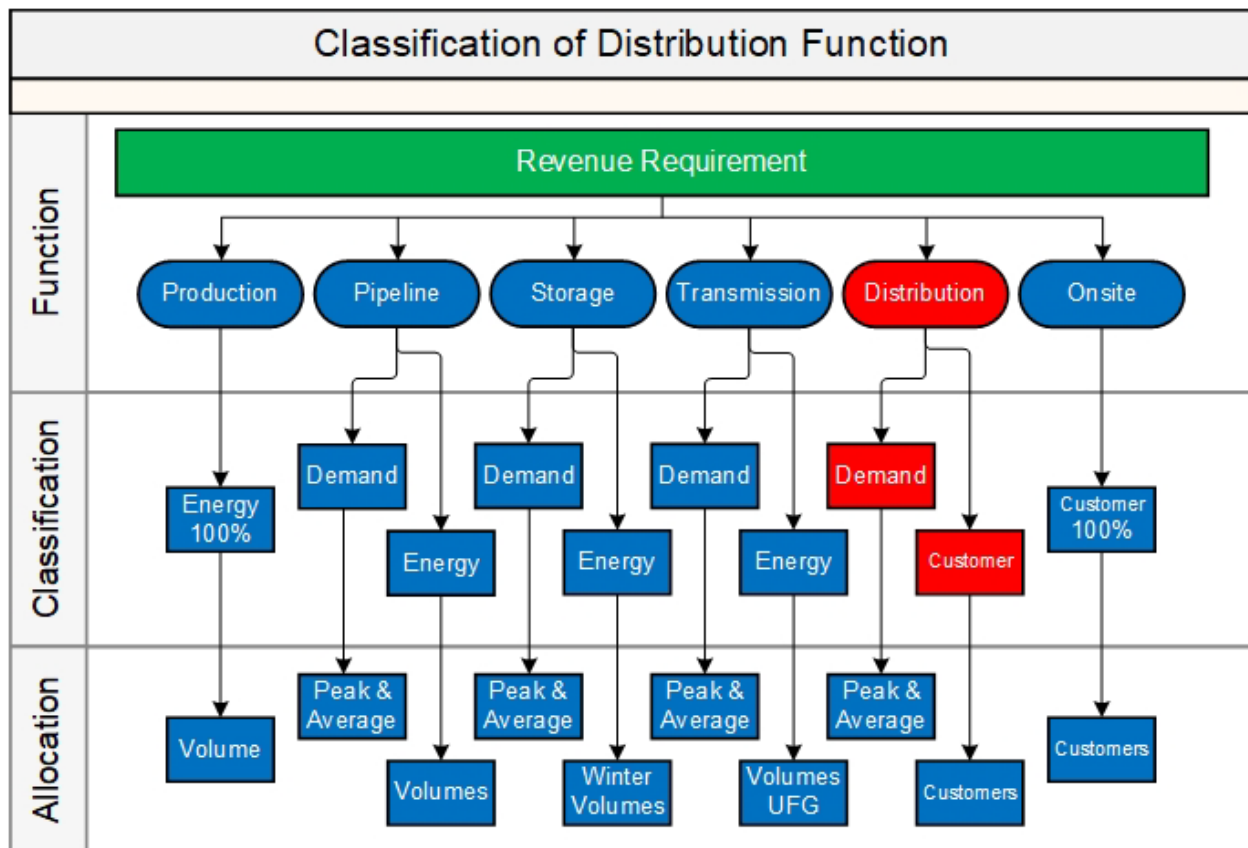 Classification of Distribution Function
Function
Revenue Requirement
Production
Pipeline
Storage
Transmission
Distribution
Onsite
Classification
Demand
Demand
Demand
Demand
Energy
100%
Customer
100%
Energy
Energy
Energy
Customer
Allocation
Peak &
Average
Peak &
Average
Peak &
Average
Peak &
Average
Volume
Customers
Volumes
Winter
Volumes
Volumes
UFG
Customers